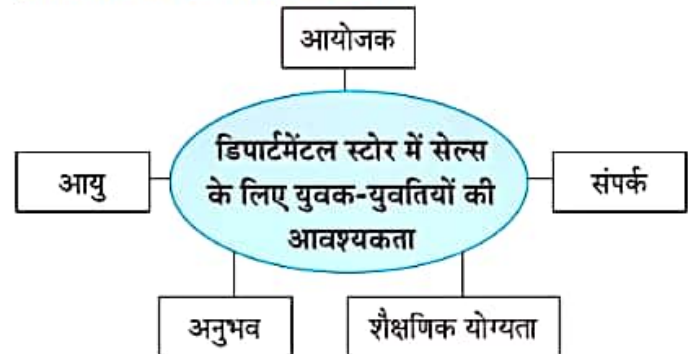 आयोजक
डिपार्टमेंटल स्टोर में सेल्स
के लिए युवक-युवतियों की
आवश्यकता
आयु
संपर्क
अनुभव
शैक्षणिक योग्यता